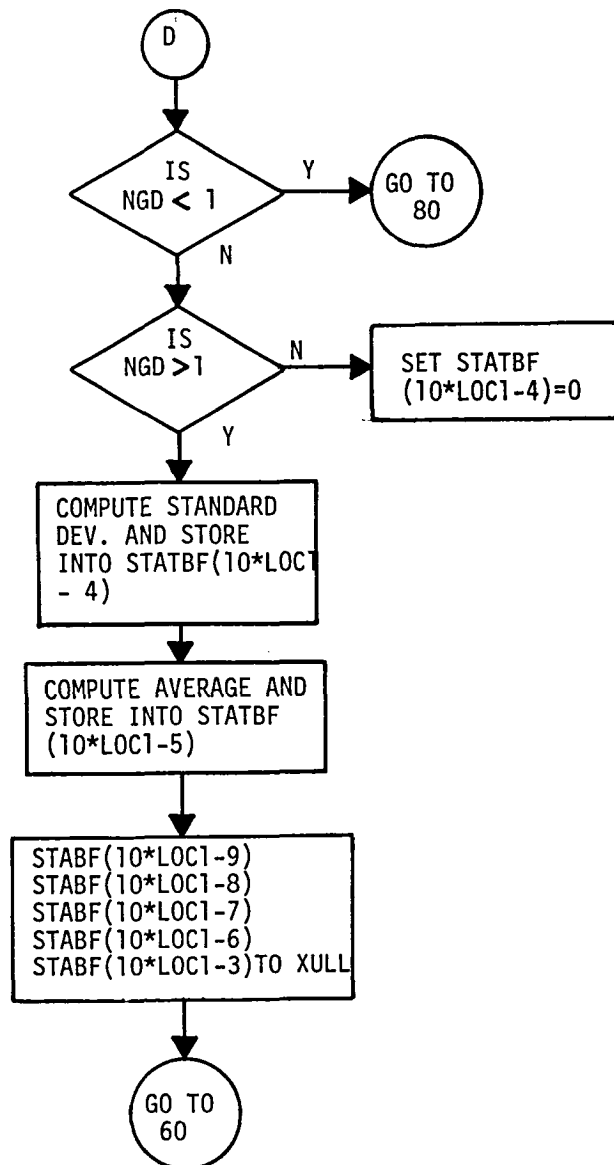 D
IS
NGD < 1
Y
GO TO
80
N
IS
NGD >1
N
SET STATBF
(10*LOC1-4)=0
Y
COMPUTE STANDARD
DEV. AND STORE
INTO STATBF(10*LOC1
- 4)
COMPUTE AVERAGE AND
STORE INTO STATBF
(10*LOC1-5)
STABF(10*LOC1-9)
STABF(10*LOC1-8)
STABF(10*LOC1-7)
STABF(10*LOC1-6)
STABF(10*LOC1-3)TO XULL
GO TO
60